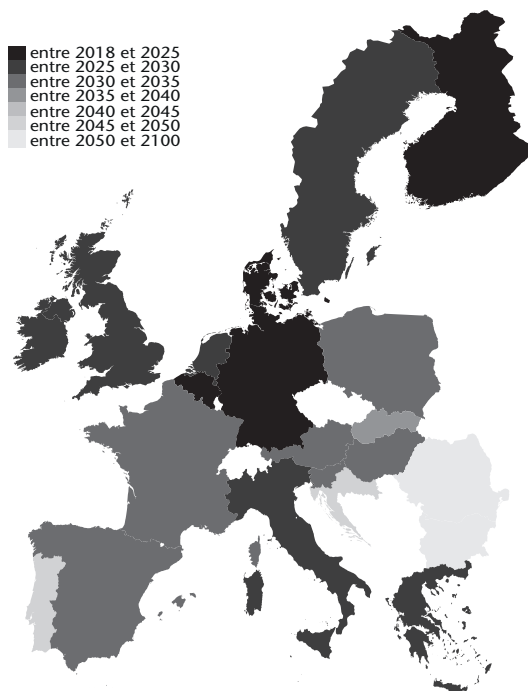 entre 2018 et 2025
entre 2025 et 2030
entre 2030 et 2035
entre 2035 et 2040
entre 2040 et 2045
entre 2045 et 2050
entre 2050 et 2100